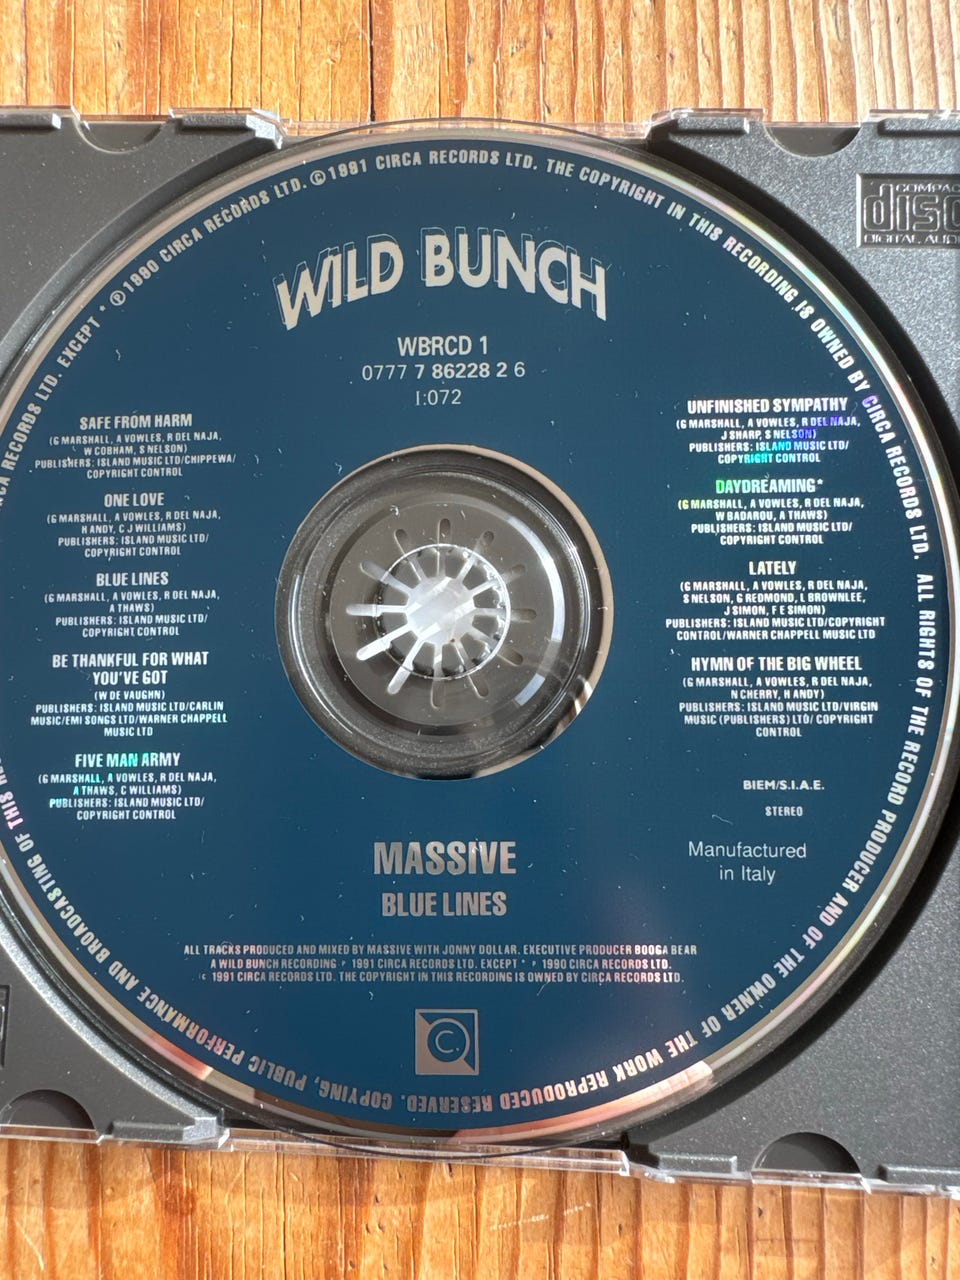 WILD BUNCH
WBRCD 1
0777 7 86228 2 6
I:072
SAFE FROM HARM
(G MARSHALL, A VOWLES, R DEL NAJA,
W COBHAM, S NELSON)
PUBLISHERS: ISLAND MUSIC LTD/CHIPPEWA/
COPYRIGHT CONTROL
ONE LOVE
(G MARSHALL, A VOWLES, R DEL NAJA,
H ANDY, C J WILLIAMS)
PUBLISHERS: ISLAND MUSIC LTD/
COPYRIGHT CONTROL
BLUE LINES
(G MARSHALL, A VOWLES, R DEL NAJA,
A THAWS)
PUBLISHERS: ISLAND MUSIC LTD/
COPYRIGHT CONTROL
BE THANKFUL FOR WHAT
YOU'VE GOT
(W DE VAUGHN)
PUBLISHERS: ISLAND MUSIC LTD/CARLIN
MUSIC/EMI SONGS LTD/WARNER CHAPPELL
MUSIC LTD
FIVE MAN ARMY
(G MARSHALL, A VOWLES, R DEL NAJA,
A THAWS, C WILLIAMS)
PUBLISHERS: ISLAND MUSIC LTD/
COPYRIGHT CONTROL
UNFINISHED SYMPATHY
(G MARSHALL, A VOWLES, R DEL NAJA,
J SHARP, S NELSON)
PUBLISHERS: ISLAND MUSIC LTD/
COPYRIGHT CONTROL
DAYDREAMING*
(G MARSHALL, A VOWLES, R DEL NAJA,
W BADAROU, A THAWS)
PUBLISHERS: ISLAND MUSIC LTD/
COPYRIGHT CONTROL
LATELY
(G MARSHALL, A VOWLES, R DEL NAJA,
S NELSON, G REDMOND, L BROWNLEE,
J SIMON, F E SIMON)
PUBLISHERS: ISLAND MUSIC LTD/COPYRIGHT
CONTROL/WARNER CHAPPELL MUSIC LTD
HYMN OF THE BIG WHEEL
(G MARSHALL, A VOWLES, R DEL NAJA,
N CHERRY, H ANDY)
PUBLISHERS: ISLAND MUSIC LTD/VIRGIN
MUSIC (PUBLISHERS) LTD/ COPYRIGHT
CONTROL
BIEM/S.I.A.E.
STEREO
Manufactured
in Italy
MASSIVE
BLUE LINES
ALL TRACKS PRODUCED AND MIXED BY MASSIVE WITH JONNY DOLLAR. EXECUTIVE PRODUCER BOOGA BEAR
A WILD BUNCH RECORDING ℗ 1991 CIRCA RECORDS LTD. EXCEPT * ℗ 1990 CIRCA RECORDS LTD.
© 1991 CIRCA RECORDS LTD. THE COPYRIGHT IN THIS RECORDING IS OWNED BY CIRCA RECORDS LTD.
C
RECORDS LTD. EXCEPT * ℗1990 CIRCA RECORDS LTD. ©1991 CIRCA RECORDS LTD. THE COPYRIGHT IN THIS RECORDING IS OWNED BY CIRCA RECORDS LTD. ALL RIGHTS OF THE RECORD PRODUCER AND OF THE OWNER OF THE WORK REPRODUCED RESERVED. COPYING, PUBLIC PERFORMANCE AND BROADCASTING OF THIS
DIGITAL